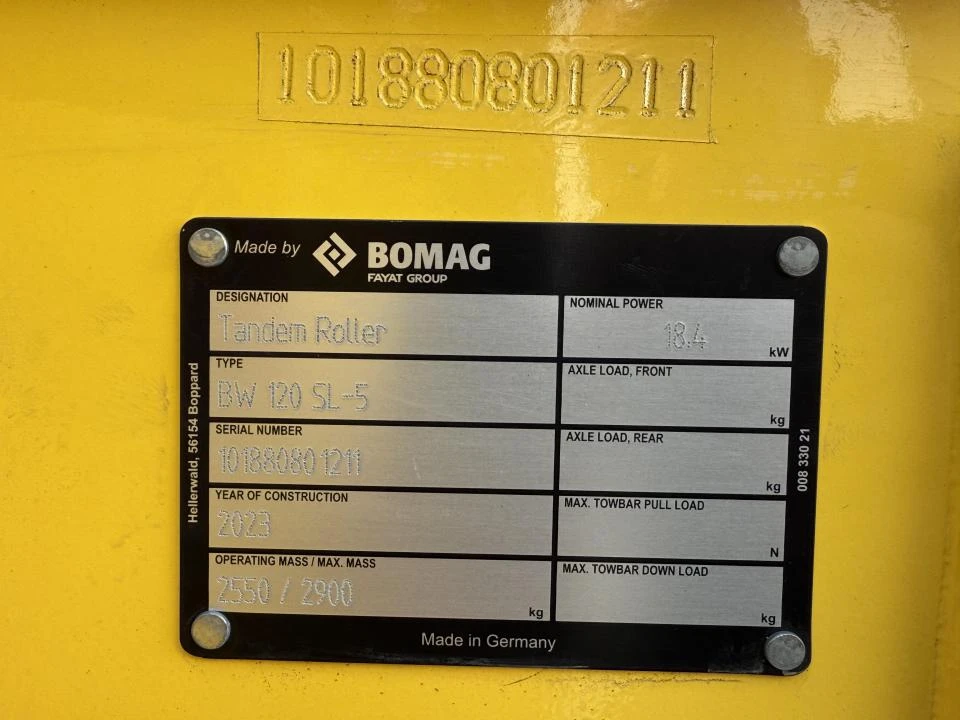 101880801211
Made by BOMAG
FAYAT GROUP
DESIGNATION
Tandem Roller
NOMINAL POWER
18.4
kW
TYPE
BW 120 SL-5
AXLE LOAD, FRONT
kg
SERIAL NUMBER
101880801211
AXLE LOAD, REAR
kg
YEAR OF CONSTRUCTION
2023
MAX. TOWBAR PULL LOAD
N
OPERATING MASS / MAX. MASS
2550 / 2900
kg
MAX. TOWBAR DOWN LOAD
kg
Hellerwald, 56154 Boppard
008 330 21
Made in Germany